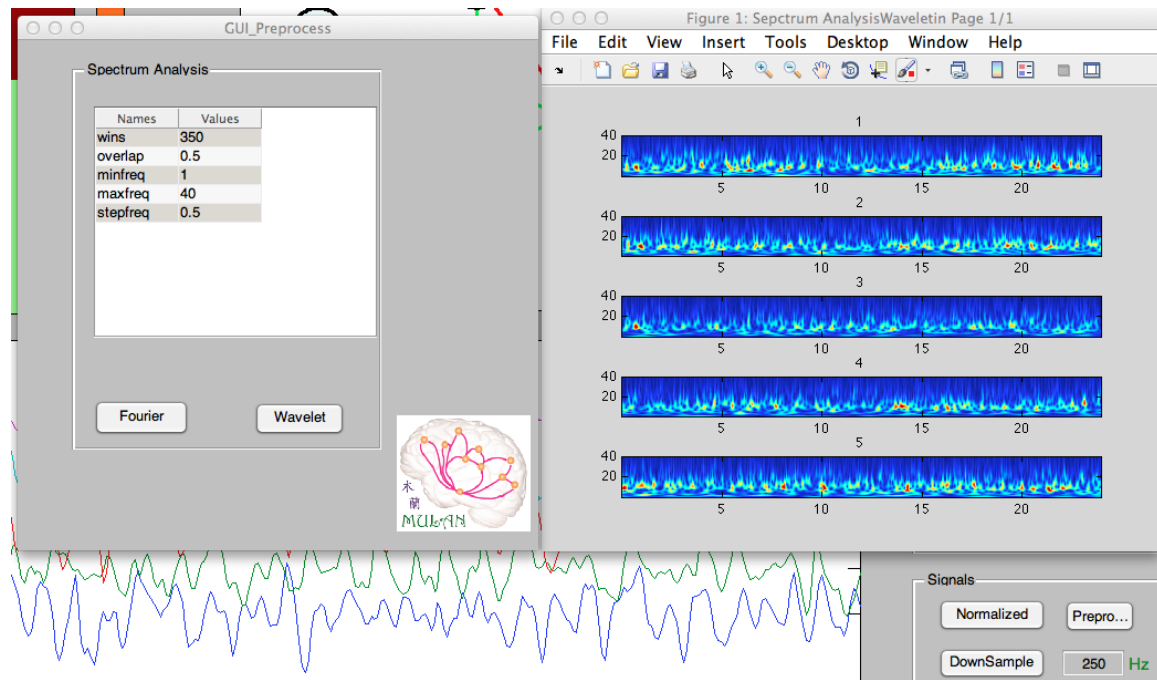 GUI_Preprocess
Spectrum Analysis
Names Values
wins 350
overlap 0.5
minfreq 1
maxfreq 40
stepfreq 0.5
Fourier Wavelet
木
蘭
MULAN
Figure 1: Sepctrum AnalysisWaveletin Page 1/1
File Edit View Insert Tools Desktop Window Help
1
40
20
5 10 15 20
2
40
20
5 10 15 20
3
40
20
5 10 15 20
4
40
20
5 10 15 20
5
40
20
5 10 15 20
Signals
Normalized Prepro...
DownSample 250 Hz